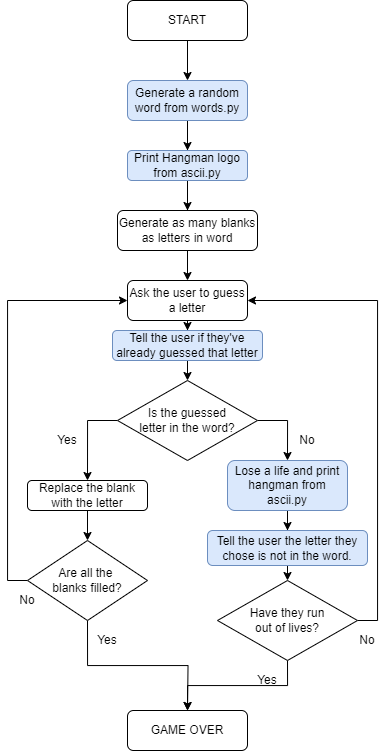 START
Generate a random
word from words.py
Print Hangman logo
from ascii.py
Generate as many blanks
as letters in word
Ask the user to guess
a letter
Tell the user if they've
already guessed that letter
Is the guessed
letter in the word?
Yes
No
Replace the blank
with the letter
Lose a life and print
hangman from
ascii.py
Tell the user the letter they
chose is not in the word.
Are all the
blanks filled?
No
Yes
Have they run
out of lives?
No
Yes
GAME OVER